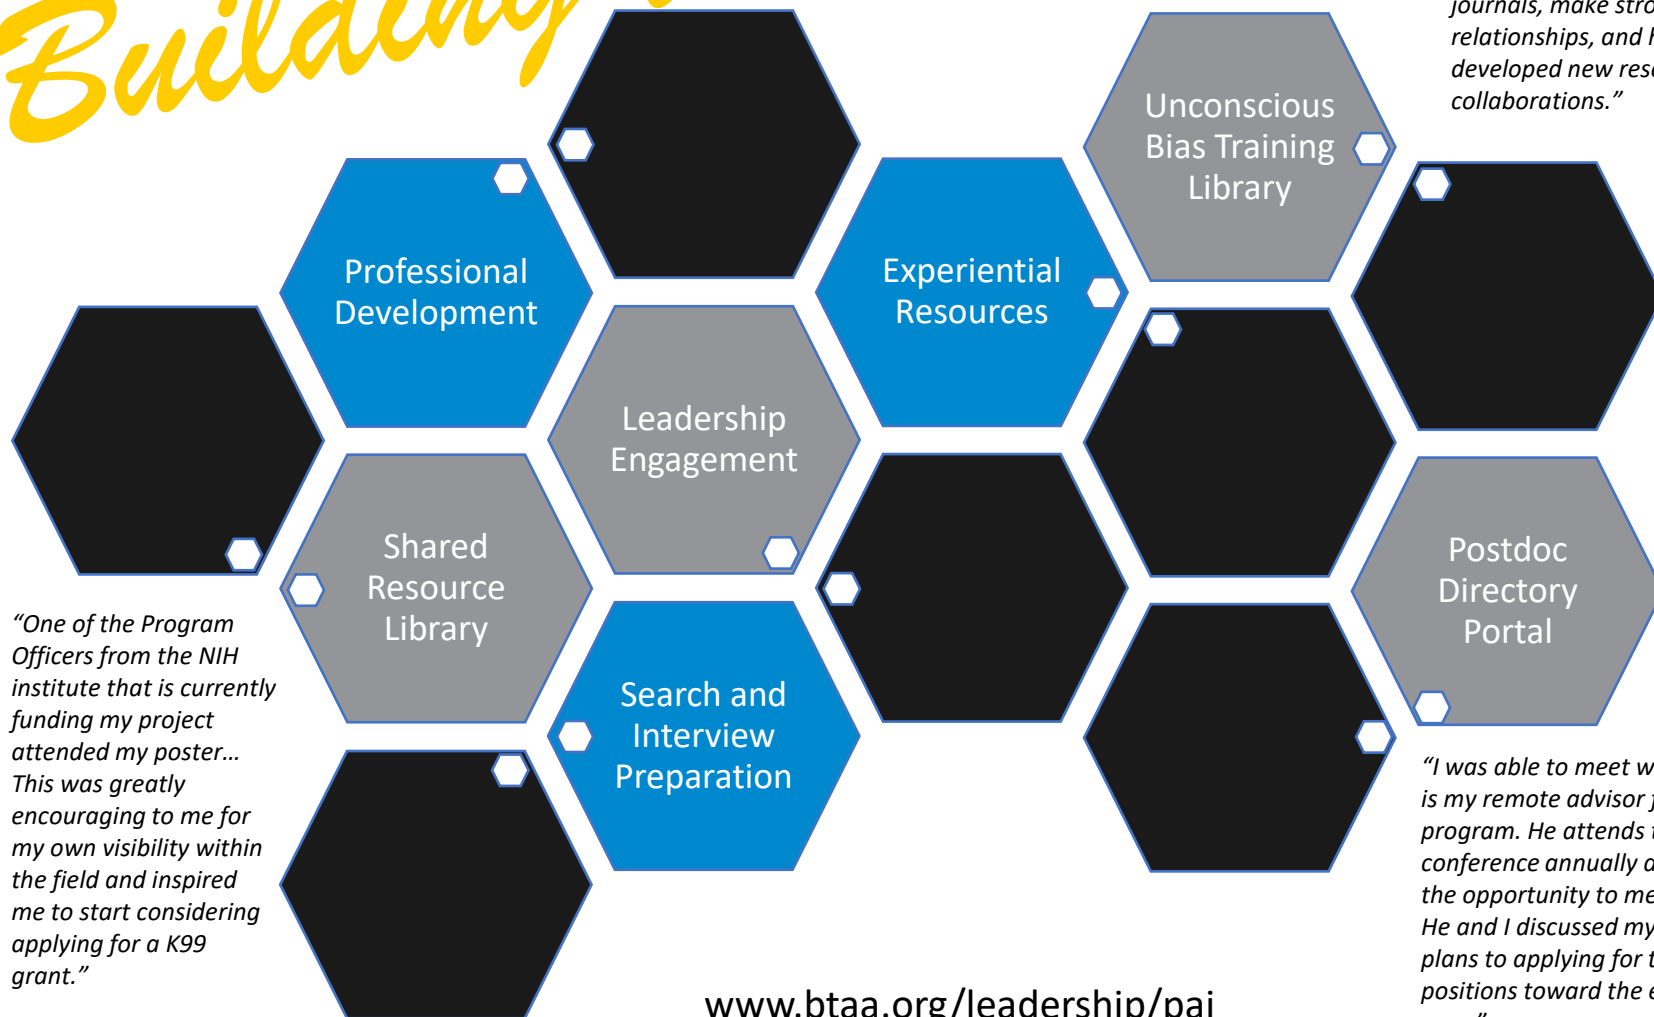 Building
journals, make
relationships, and
developed new
collaborations.”
Unconscious
Bias Training
Library
Professional
Development
Experiential
Resources
Leadership
Engagement
Shared
Resource
Library
Postdoc
Directory
Portal
Search and
Interview
Preparation
“One of the Program
Officers from the NIH
institute that is currently
funding my project
attended my poster...
This was greatly
encouraging to me for
my own visibility within
the field and inspired
me to start considering
applying for a K99
grant.”
“I was able to meet
is my remote advisor
program. He attends
conference annually
the opportunity to
He and I discussed my
plans to applying for
positions toward the
www.btaa.org/leadership/pai